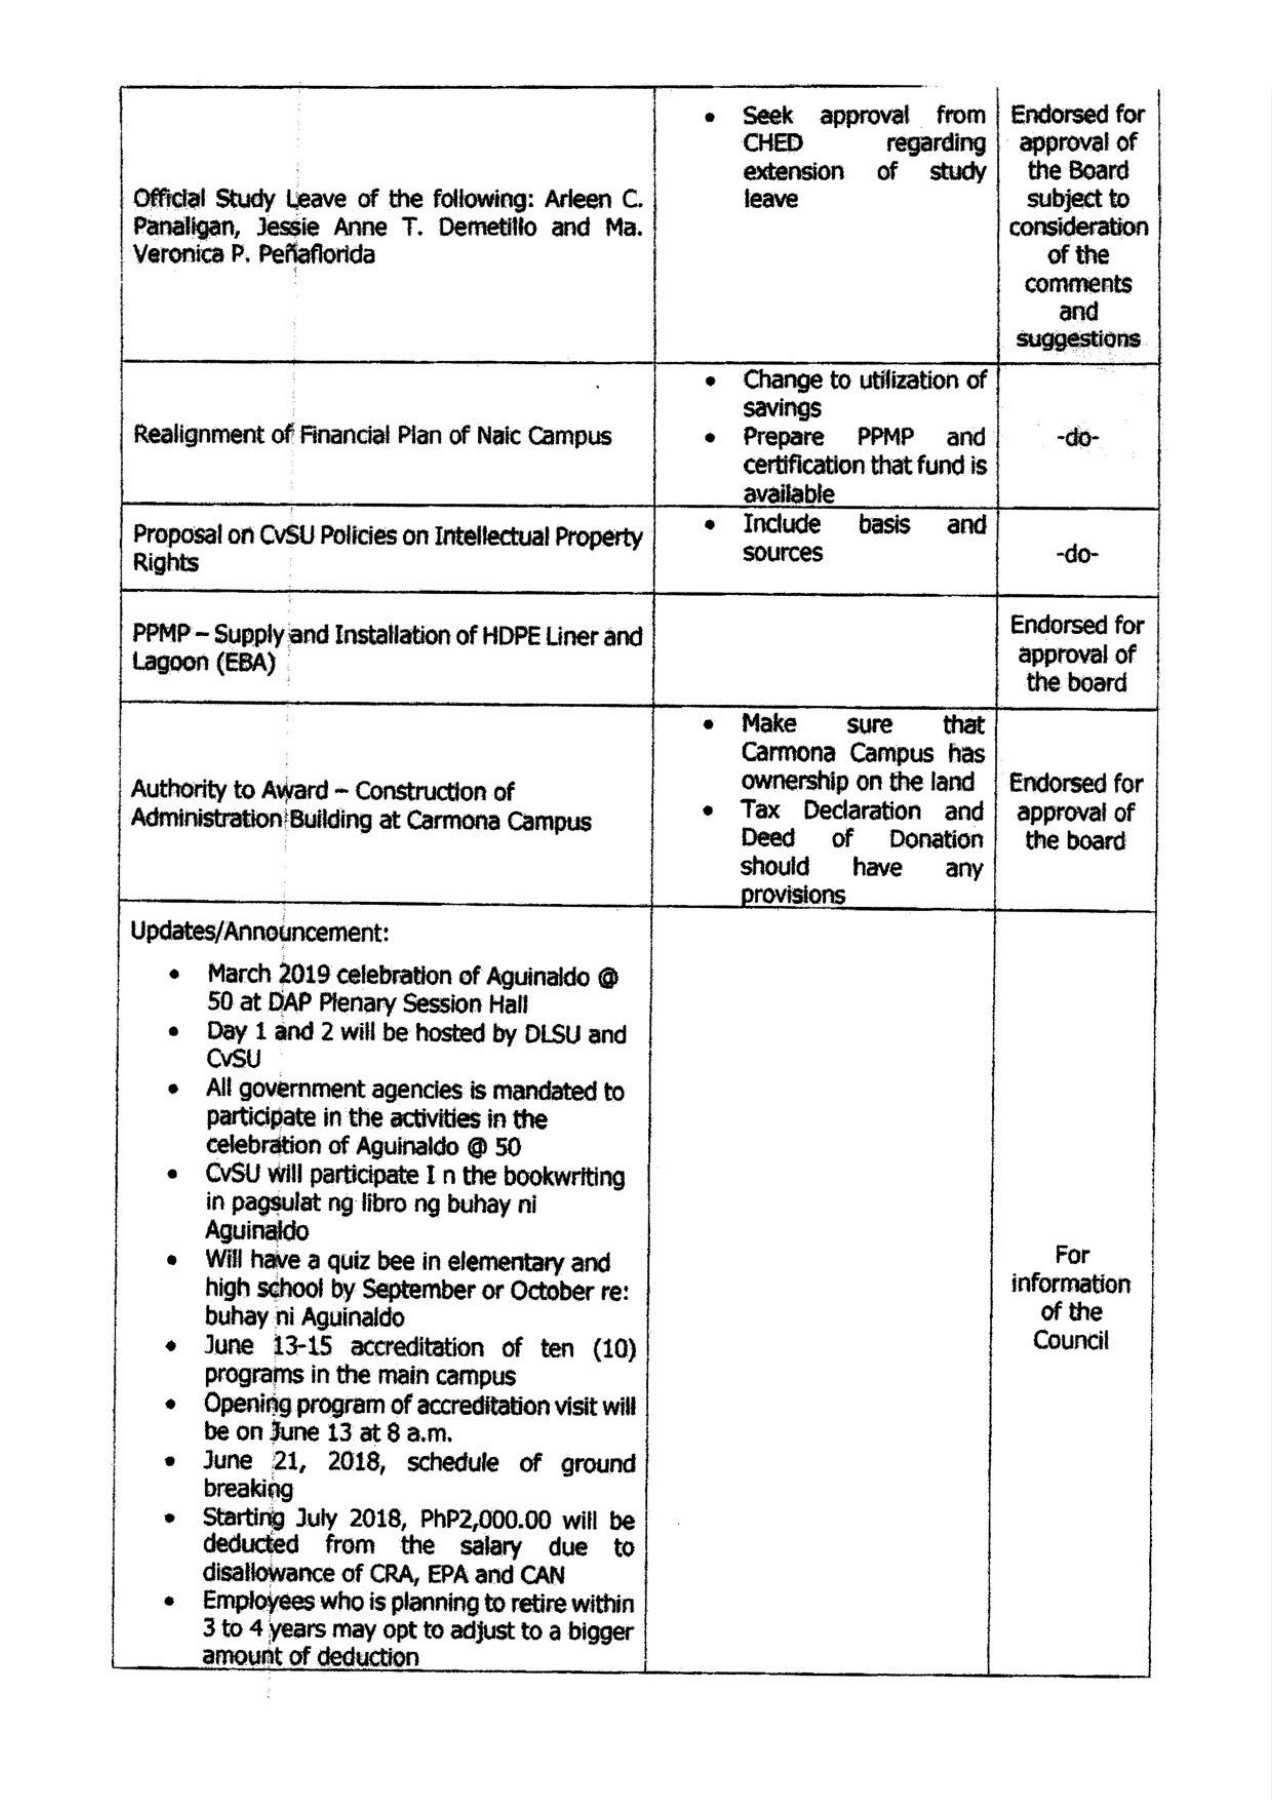 Official Study Leave of the following: Arleen C.
Panaligan, Jessie Anne T. Demetillo and Ma.
Veronica P. Peñaflorida
• Seek approval from
CHED regarding
extension of study
leave
Endorsed for
approval of
the Board
subject to
consideration
of the
comments
and
suggestions
Realignment of Financial Plan of Naic Campus
• Change to utilization of
savings
• Prepare PPMP and
certification that fund is
available
-do-
Proposal on CvSU Policies on Intellectual Property
Rights
• Include basis and
sources
-do-
PPMP – Supply and Installation of HDPE Liner and
Lagoon (EBA)
Endorsed for
approval of
the board
Authority to Award – Construction of
Administration Building at Carmona Campus
• Make sure that
Carmona Campus has
ownership on the land
• Tax Declaration and
Deed of Donation
should have any
provisions
Endorsed for
approval of
the board
Updates/Announcement:
• March 2019 celebration of Aguinaldo @
50 at DAP Plenary Session Hall
• Day 1 and 2 will be hosted by DLSU and
CvSU
• All government agencies is mandated to
participate in the activities in the
celebration of Aguinaldo @ 50
• CvSU will participate I n the bookwriting
in pagsulat ng libro ng buhay ni
Aguinaldo
• Will have a quiz bee in elementary and
high school by September or October re:
buhay ni Aguinaldo
• June 13-15 accreditation of ten (10)
programs in the main campus
• Opening program of accreditation visit will
be on June 13 at 8 a.m.
• June 21, 2018, schedule of ground
breaking
• Starting July 2018, PhP2,000.00 will be
deducted from the salary due to
disallowance of CRA, EPA and CAN
• Employees who is planning to retire within
3 to 4 years may opt to adjust to a bigger
amount of deduction
For
information
of the
Council